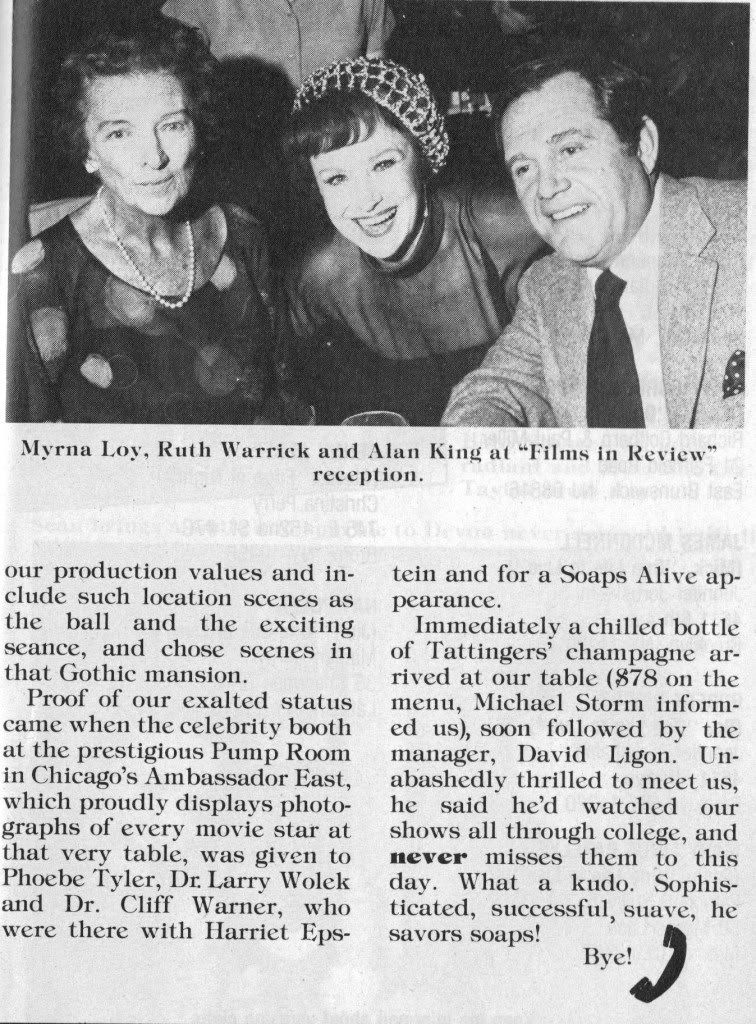 Myrna Loy, Ruth Warrick and Alan King at “Films in Review”
reception.
our production values and in-
clude such location scenes as
the ball and the exciting
seance, and chose scenes in
that Gothic mansion.
Proof of our exalted status
came when the celebrity booth
at the prestigious Pump Room
in Chicago’s Ambassador East,
which proudly displays photo-
graphs of every movie star at
that very table, was given to
Phoebe Tyler, Dr. Larry Wolek
and Dr. Cliff Warner, who
were there with Harriet Eps-
tein and for a Soaps Alive ap-
pearance.
Immediately a chilled bottle
of Tattingers’ champagne ar-
rived at our table ($78 on the
menu, Michael Storm inform-
ed us), soon followed by the
manager, David Ligon. Un-
abashedly thrilled to meet us,
he said he’d watched our
shows all through college, and
never misses them to this
day. What a kudo. Sophis-
ticated, successful, suave, he
savors soaps!
Bye!